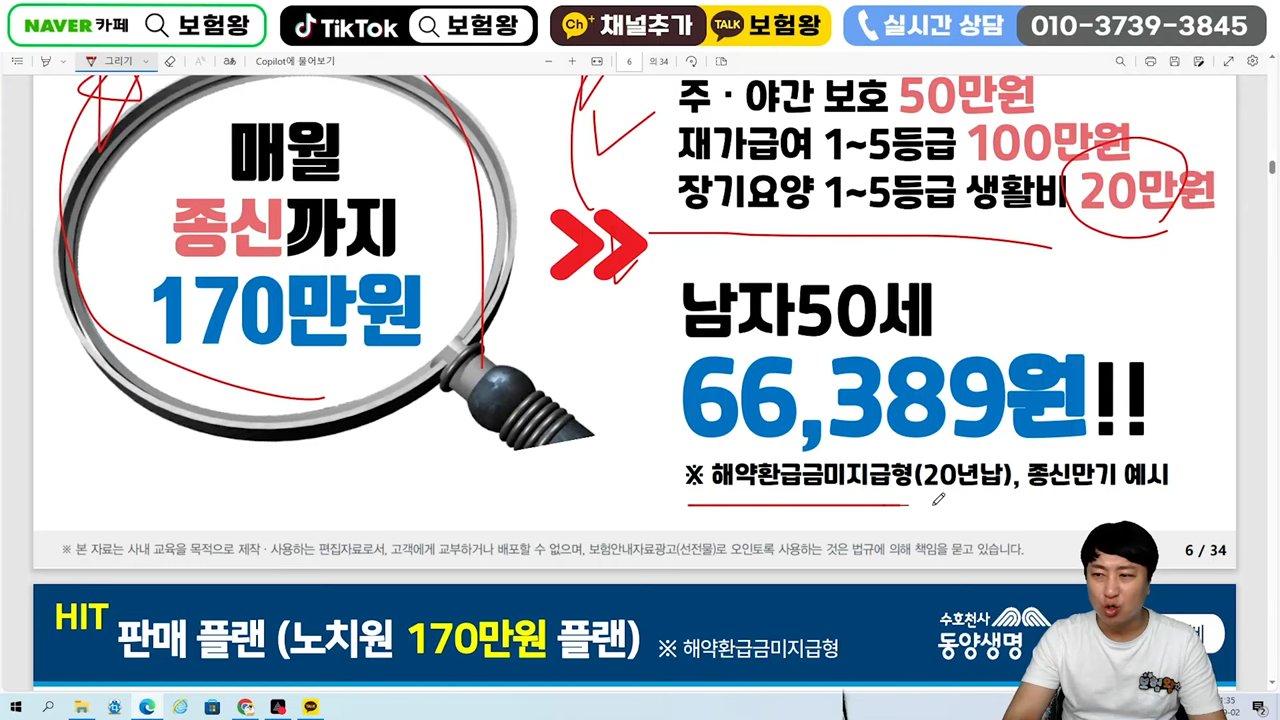 NAVER 카페 보험왕
TikTok 보험왕
Ch+ 채널추가 TALK 보험왕
실시간 상담 010-3739-3845
그리기
Copilot에 물어보기
6 의 34
매월
종신까지
170만원
주·야간 보호 50만원
재가급여 1~5등급 100만원
장기요양 1~5등급 생활비 20만원
남자50세
66,389원!!
※ 해약환급금미지급형(20년납), 종신만기 예시
※ 본 자료는 사내 교육을 목적으로 제작·사용하는 편집자료로서, 고객에게 교부하거나 배포할 수 없으며, 보험안내자료광고(선전물)로 오인토록 사용하는 것은 법규에 의해 책임을 묻고 있습니다.
6 / 34
HIT 판매 플랜 (노치원 170만원 플랜) ※ 해약환급금미지급형
수호천사
동양생명